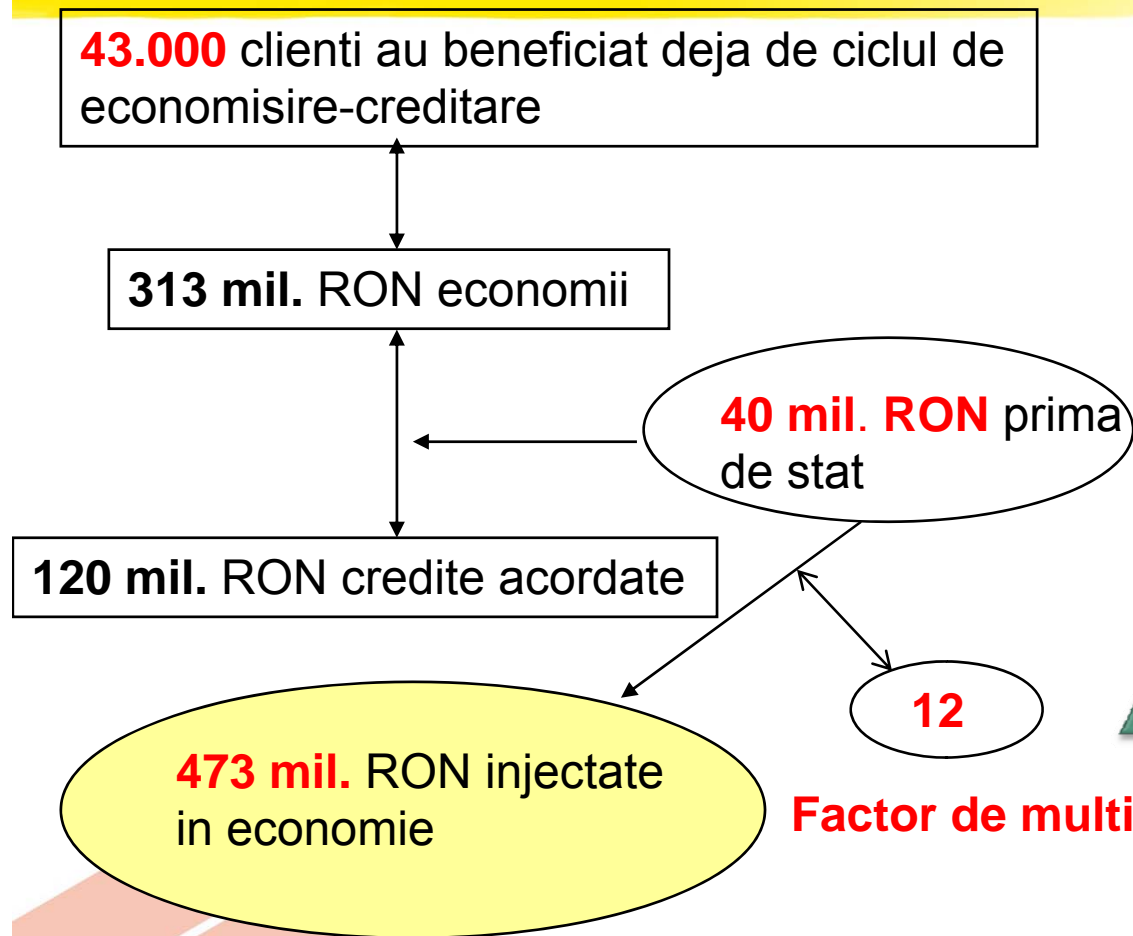 43.000 clienti au beneficiat deja de ciclul de
economisire-creditare
313 mil. RON economii
40 mil. RON prima
de stat
120 mil. RON credite acordate
12
473 mil. RON injectate
in economie
Factor de multi